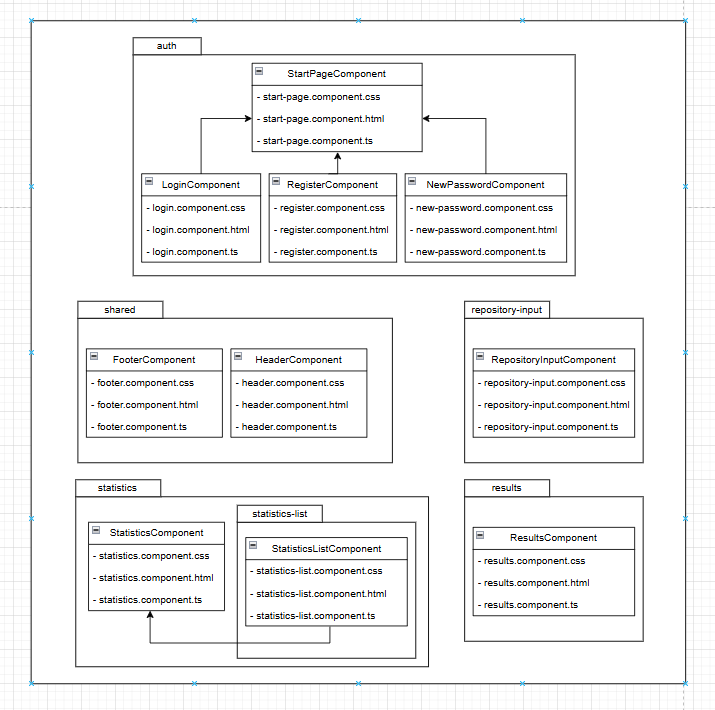 auth
StartPageComponent
- start-page.component.css
- start-page.component.html
- start-page.component.ts
LoginComponent
- login.component.css
- login.component.html
- login.component.ts
RegisterComponent
- register.component.css
- register.component.html
- register.component.ts
NewPasswordComponent
- new-password.component.css
- new-password.component.html
- new-password.component.ts
shared
FooterComponent
- footer.component.css
- footer.component.html
- footer.component.ts
HeaderComponent
- header.component.css
- header.component.html
- header.component.ts
repository-input
RepositoryInputComponent
- repository-input.component.css
- repository-input.component.html
- repository-input.component.ts
statistics
StatisticsComponent
- statistics.component.css
- statistics.component.html
- statistics.component.ts
statistics-list
StatisticsListComponent
- statistics-list.component.css
- statistics-list.component.html
- statistics-list.component.ts
results
ResultsComponent
- results.component.css
- results.component.html
- results.component.ts